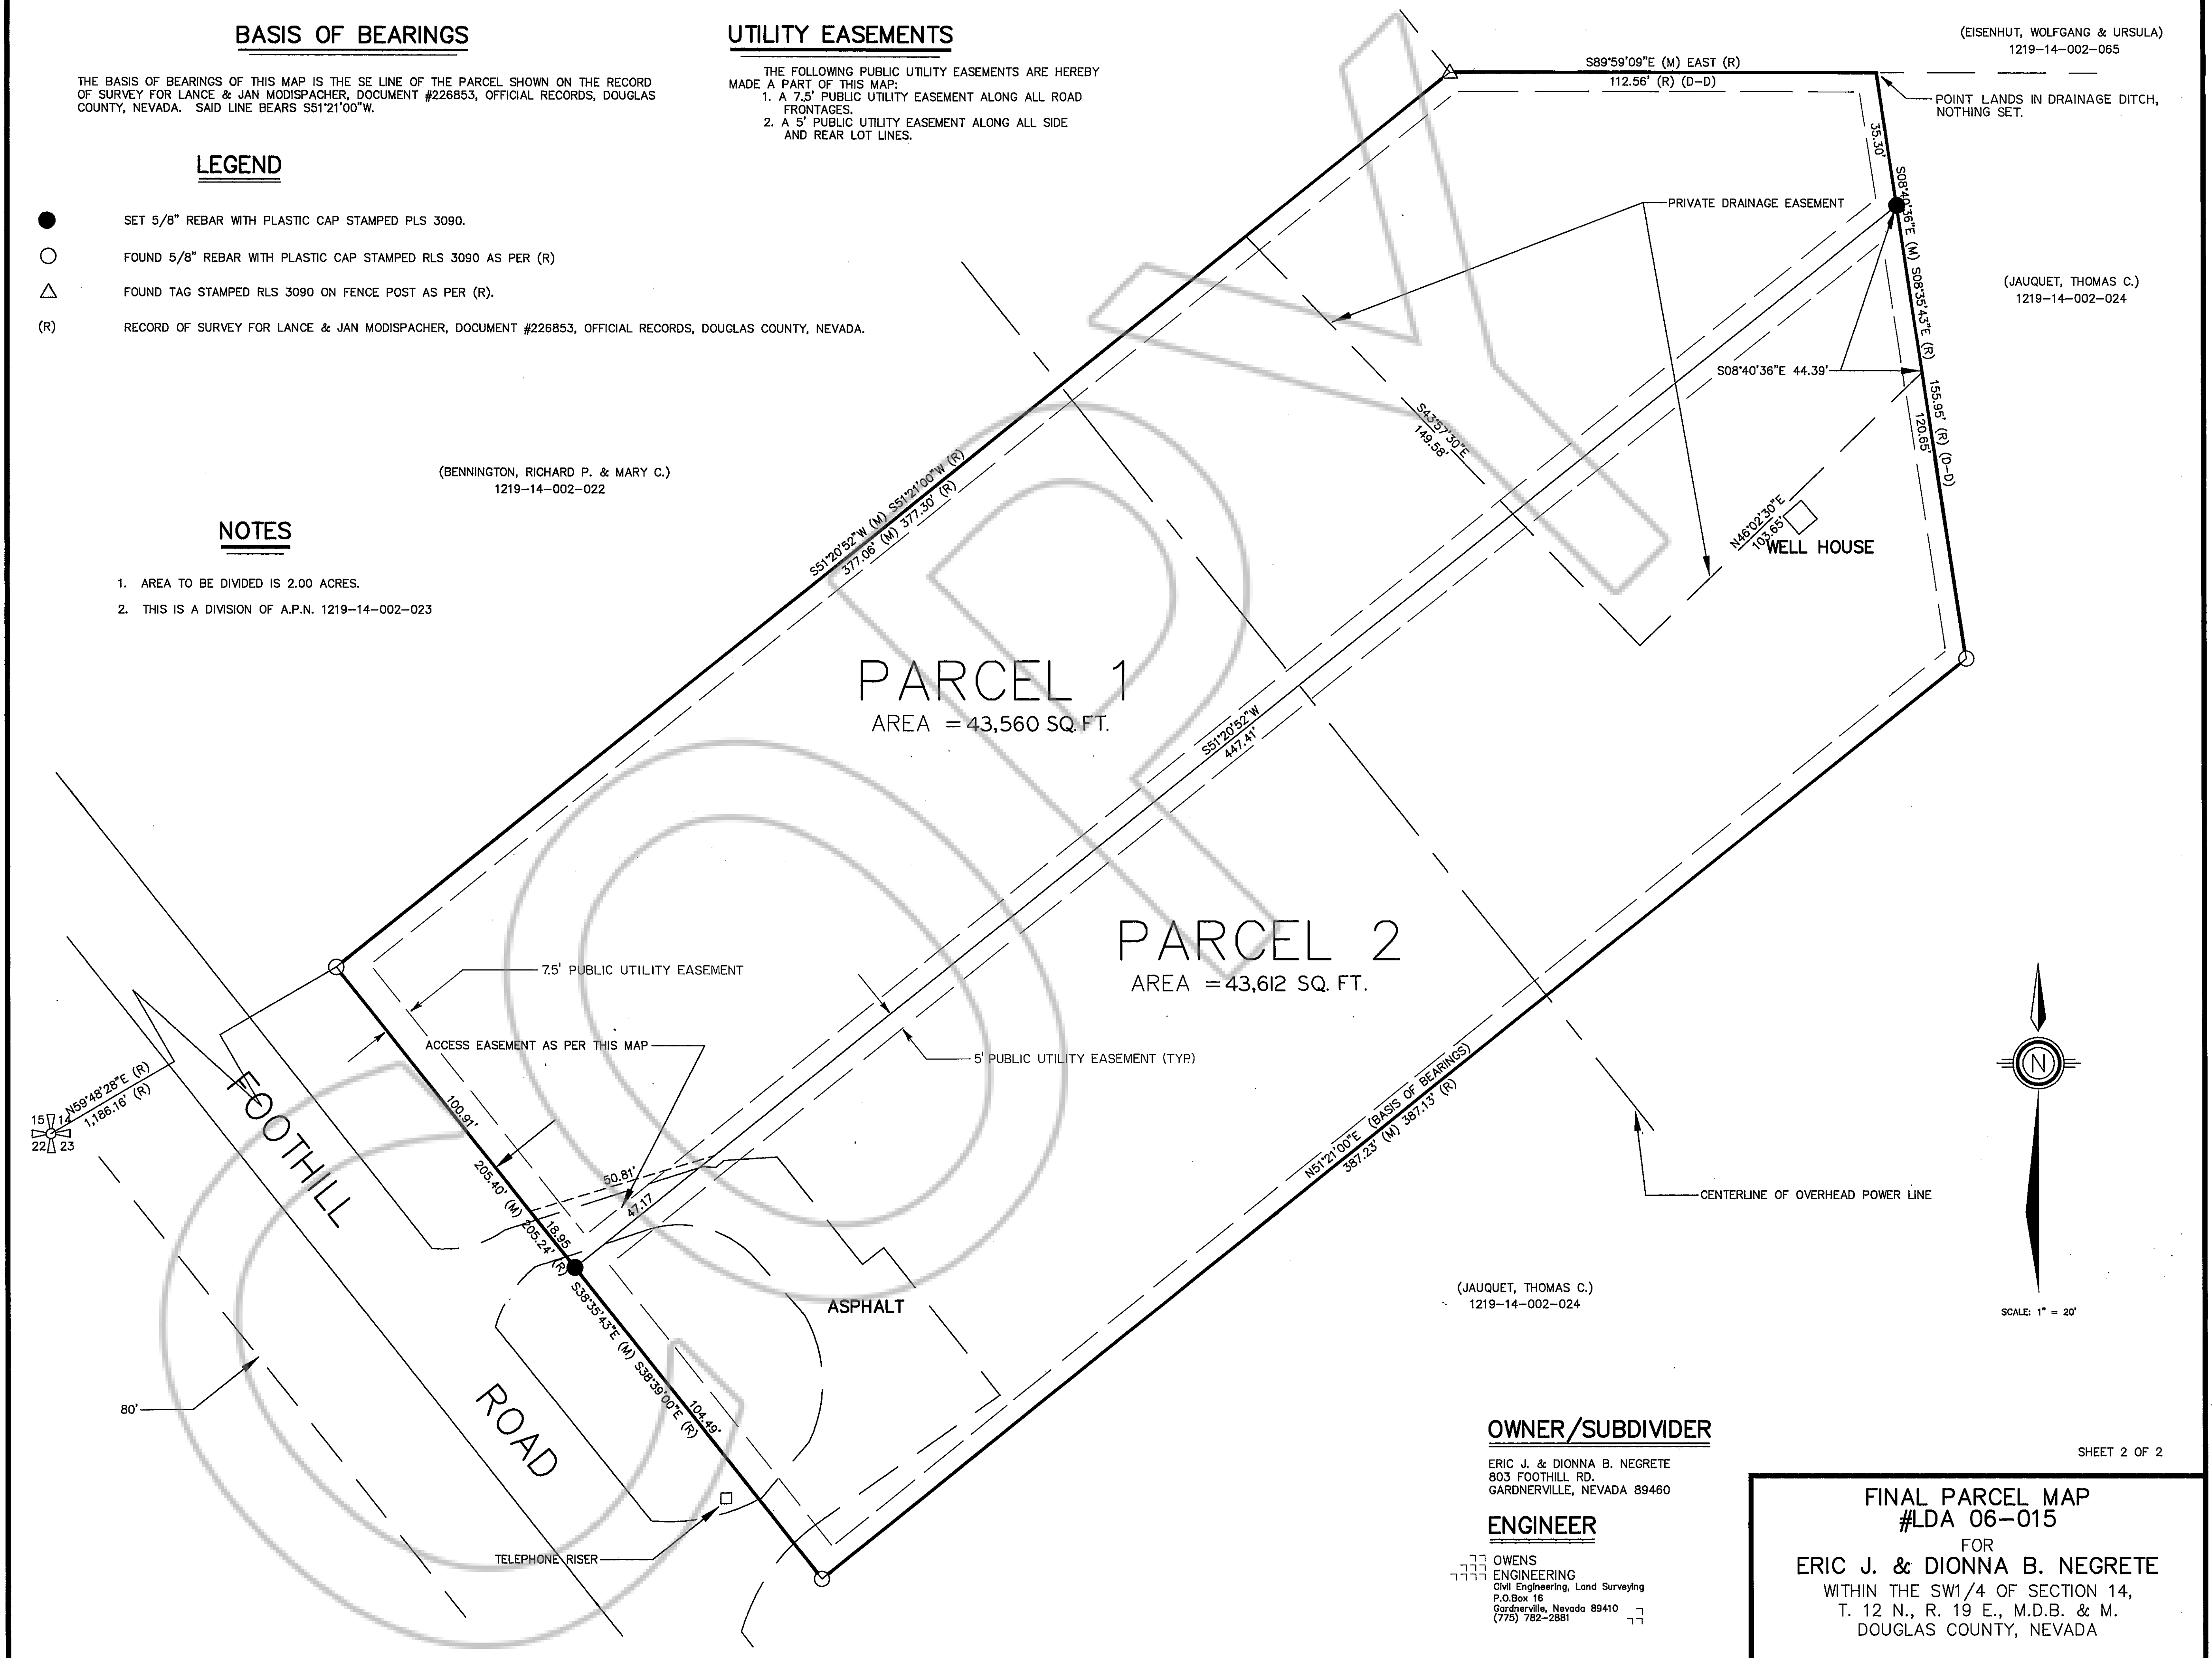 BASIS OF BEARINGS
THE BASIS OF BEARINGS OF THIS MAP IS THE SE LINE OF THE PARCEL SHOWN ON THE RECORD
OF SURVEY FOR LANCE & JAN MODISPACHER, DOCUMENT #226853, OFFICIAL RECORDS, DOUGLAS
COUNTY, NEVADA. SAID LINE BEARS S51°21'00"W.
UTILITY EASEMENTS
THE FOLLOWING PUBLIC UTILITY EASEMENTS ARE HEREBY
MADE A PART OF THIS MAP:
1. A 7.5' PUBLIC UTILITY EASEMENT ALONG ALL ROAD
FRONTAGES.
2. A 5' PUBLIC UTILITY EASEMENT ALONG ALL SIDE
AND REAR LOT LINES.
(EISENHUT, WOLFGANG & URSULA)
1219-14-002-065
S89°59'09"E (M) EAST (R)
112.56' (R) (D-D)
POINT LANDS IN DRAINAGE DITCH,
NOTHING SET.
35.30'
LEGEND
SET 5/8" REBAR WITH PLASTIC CAP STAMPED PLS 3090.
FOUND 5/8" REBAR WITH PLASTIC CAP STAMPED RLS 3090 AS PER (R)
FOUND TAG STAMPED RLS 3090 ON FENCE POST AS PER (R).
(R) RECORD OF SURVEY FOR LANCE & JAN MODISPACHER, DOCUMENT #226853, OFFICIAL RECORDS, DOUGLAS COUNTY, NEVADA.
PRIVATE DRAINAGE EASEMENT
S08°40'36"E (M) S08°35'43"E (R)
155.95' (R) (D-D)
120.65'
(JAUQUET, THOMAS C.)
1219-14-002-024
S08°40'36"E 44.39'
S43°57'30"E
149.58'
N46°02'30"E
103.65'
WELL HOUSE
(BENNINGTON, RICHARD P. & MARY C.)
1219-14-002-022
S51°20'52"W (M) S51°21'00"W (R)
377.06' (M) 377.30' (R)
NOTES
1. AREA TO BE DIVIDED IS 2.00 ACRES.
2. THIS IS A DIVISION OF A.P.N. 1219-14-002-023
PARCEL 1
AREA = 43,560 SQ.FT.
S51°20'52"W
447.41'
PARCEL 2
AREA = 43,612 SQ. FT.
7.5' PUBLIC UTILITY EASEMENT
ACCESS EASEMENT AS PER THIS MAP
5' PUBLIC UTILITY EASEMENT (TYP.)
N59°48'28"E (R)
1,186.16' (R)
15 14
22 23
FOOTHILL
ROAD
100.91'
205.40' (M) 205.24' (R)
50.81'
47.17
18.95
S38°35'43"E (M) S38°39'00"E (R)
104.49'
ASPHALT
N51°21'00"E (BASIS OF BEARINGS)
387.23' (M) 387.13' (R)
CENTERLINE OF OVERHEAD POWER LINE
N
SCALE: 1" = 20'
(JAUQUET, THOMAS C.)
1219-14-002-024
80'
TELEPHONE RISER
OWNER/SUBDIVIDER
ERIC J. & DIONNA B. NEGRETE
803 FOOTHILL RD.
GARDNERVILLE, NEVADA 89460
ENGINEER
OWENS
ENGINEERING
Civil Engineering, Land Surveying
P.O.Box 16
Gardnerville, Nevada 89410
(775) 782-2881
SHEET 2 OF 2
FINAL PARCEL MAP
#LDA 06-015
FOR
ERIC J. & DIONNA B. NEGRETE
WITHIN THE SW1/4 OF SECTION 14,
T. 12 N., R. 19 E., M.D.B. & M.
DOUGLAS COUNTY, NEVADA
COPY